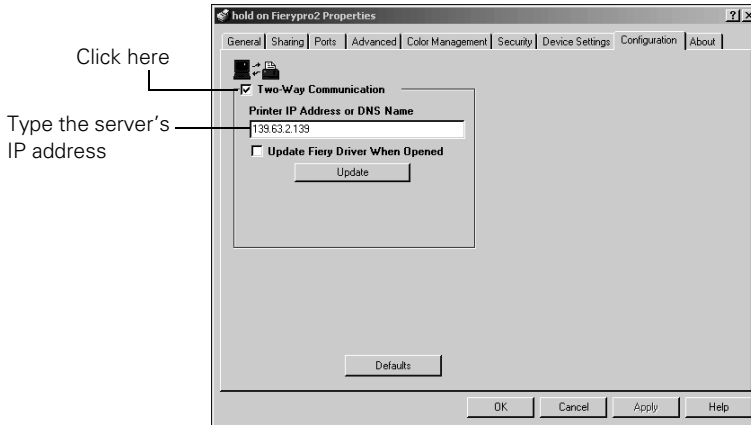 hold on Fierypro2 Properties
General Sharing Ports Advanced Color Management Security Device Settings Configuration About
Click here
Two-Way Communication
Printer IP Address or DNS Name
Type the server's
IP address
139.63.2.139
Update Fiery Driver When Opened
Update
Defaults
OK Cancel Apply Help